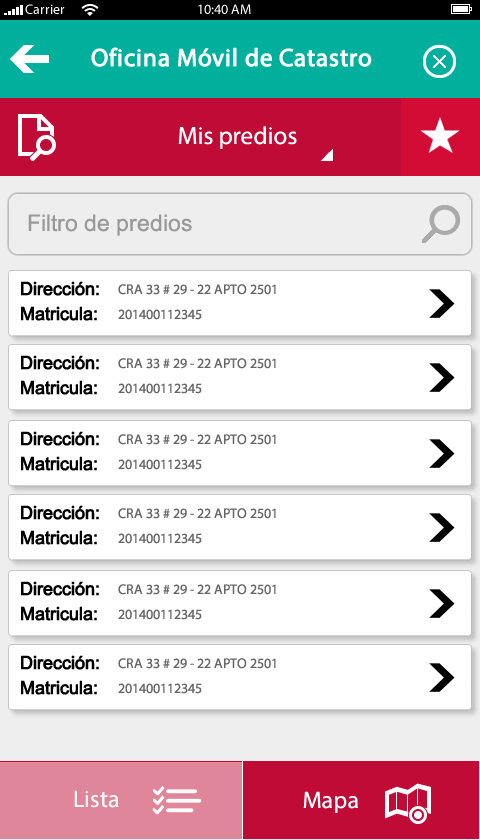 Carrier 10:40 AM
Oficina Móvil de Catastro
Mis predios
Filtro de predios
Dirección: CRA 33 # 29 - 22 APTO 2501
Matricula: 201400112345
Dirección: CRA 33 # 29 - 22 APTO 2501
Matricula: 201400112345
Dirección: CRA 33 # 29 - 22 APTO 2501
Matricula: 201400112345
Dirección: CRA 33 # 29 - 22 APTO 2501
Matricula: 201400112345
Dirección: CRA 33 # 29 - 22 APTO 2501
Matricula: 201400112345
Dirección: CRA 33 # 29 - 22 APTO 2501
Matricula: 201400112345
Lista Mapa